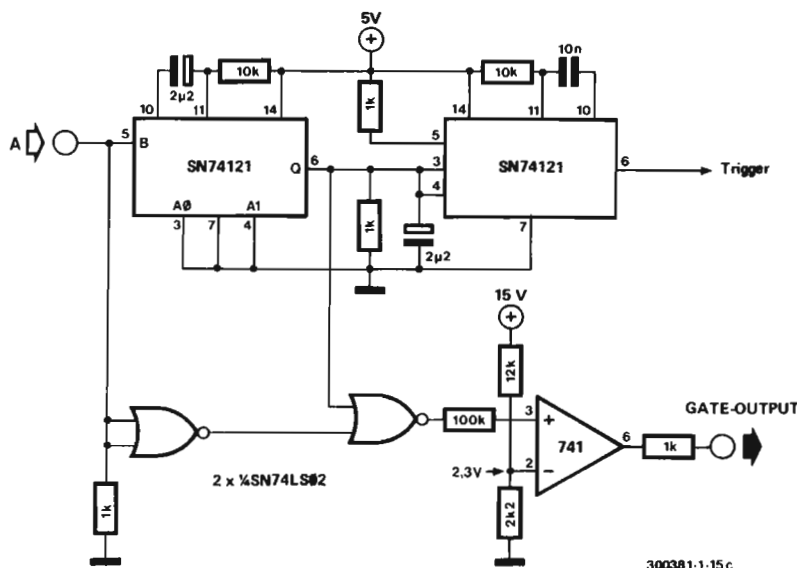 5V
10k
10k
10n
2µ2
10
11
14
1k
14
11
10
A
5
B
SN74121
Q
6
5
3
4
SN74121
6
Trigger
AØ
A1
3
7
4
1k
2µ2
7
15 V
12k
GATE-OUTPUT
100k
3
+
741
6
1k
2,3V
2
−
1k
2 x ¼SN74LSØ2
2k2
300381-1-15c